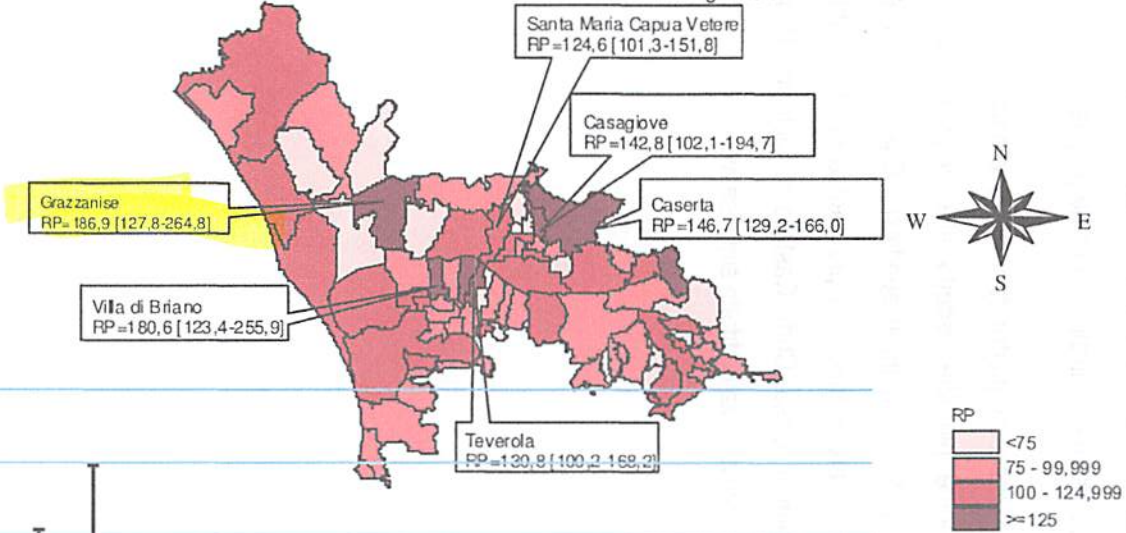 Santa Maria Capua Vetere
RP=124,6 [101,3-151,8]
Casagiove
RP=142,8 [102,1-194,7]
Grazzanise
RP=186,9 [127,8-264,8]
Caserta
RP=146,7 [129,2-166,0]
N
W
E
S
Villa di Briano
RP=180,6 [123,4-255,9]
Teverola
RP=130,8 [100,2-168,2]
RP
<75
75 - 99,999
100 - 124,999
>=125